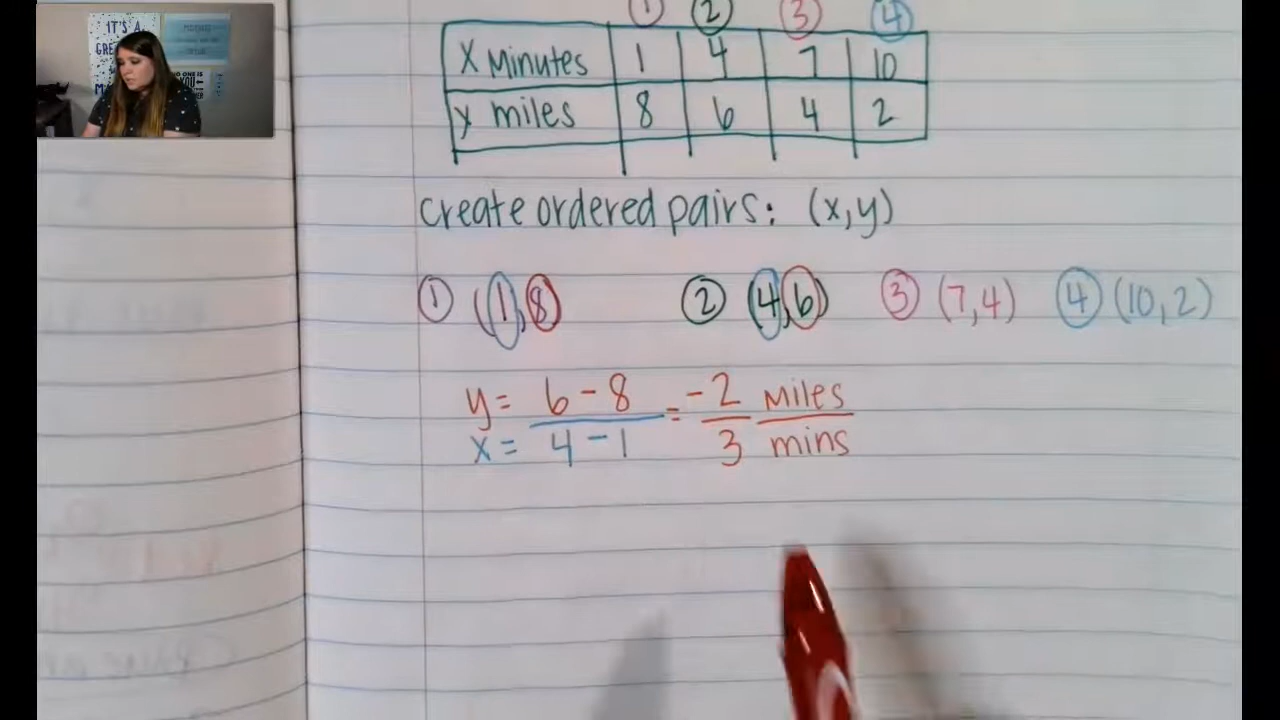 IT'S A
① ② ③ ④
X Minutes 1 4 7 10
y miles 8 6 4 2
create ordered pairs: (x,y)
① (1,8) ② (4,6) ③ (7,4) ④ (10,2)
y= 6-8 = -2 Miles
x= 4-1 3 mins